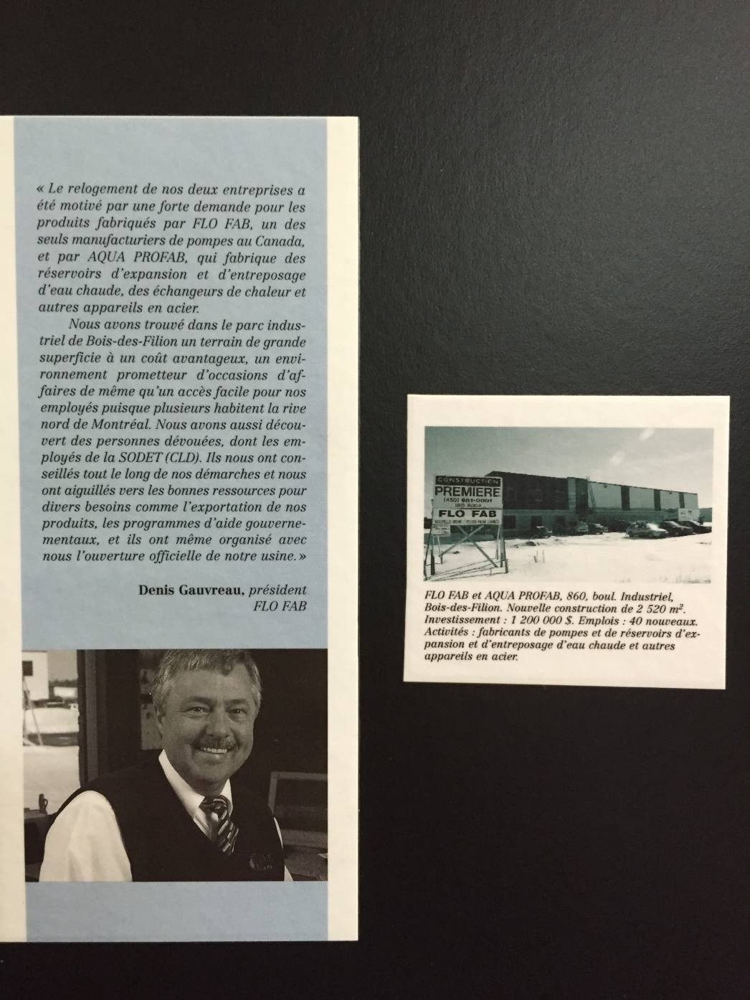 « Le relogement de nos deux entreprises a
été motivé par une forte demande pour les
produits fabriqués par FLO FAB, un des
seuls manufacturiers de pompes au Canada,
et par AQUA PROFAB, qui fabrique des
réservoirs d'expansion et d'entreposage
d'eau chaude, des échangeurs de chaleur et
autres appareils en acier.
Nous avons trouvé dans le parc indus-
triel de Bois-des-Filion un terrain de grande
superficie à un coût avantageux, un envi-
ronnement prometteur d'occasions d'af-
faires de même qu'un accès facile pour nos
employés puisque plusieurs habitent la rive
nord de Montréal. Nous avons aussi décou-
vert des personnes dévouées, dont les em-
ployés de la SODET (CLD). Ils nous ont con-
seillés tout le long de nos démarches et nous
ont aiguillés vers les bonnes ressources pour
divers besoins comme l'exportation de nos
produits, les programmes d'aide gouverne-
mentaux, et ils ont même organisé avec
nous l'ouverture officielle de notre usine. »
Denis Gauvreau, président
FLO FAB
CONSTRUCTION
PREMIERE
(450) 681-0001
ISO 9002
FLO FAB
FLO FAB et AQUA PROFAB, 860, boul. Industriel,
Bois-des-Filion. Nouvelle construction de 2 520 m².
Investissement : 1 200 000 $. Emplois : 40 nouveaux.
Activités : fabricants de pompes et de réservoirs d'ex-
pansion et d'entreposage d'eau chaude et autres
appareils en acier.